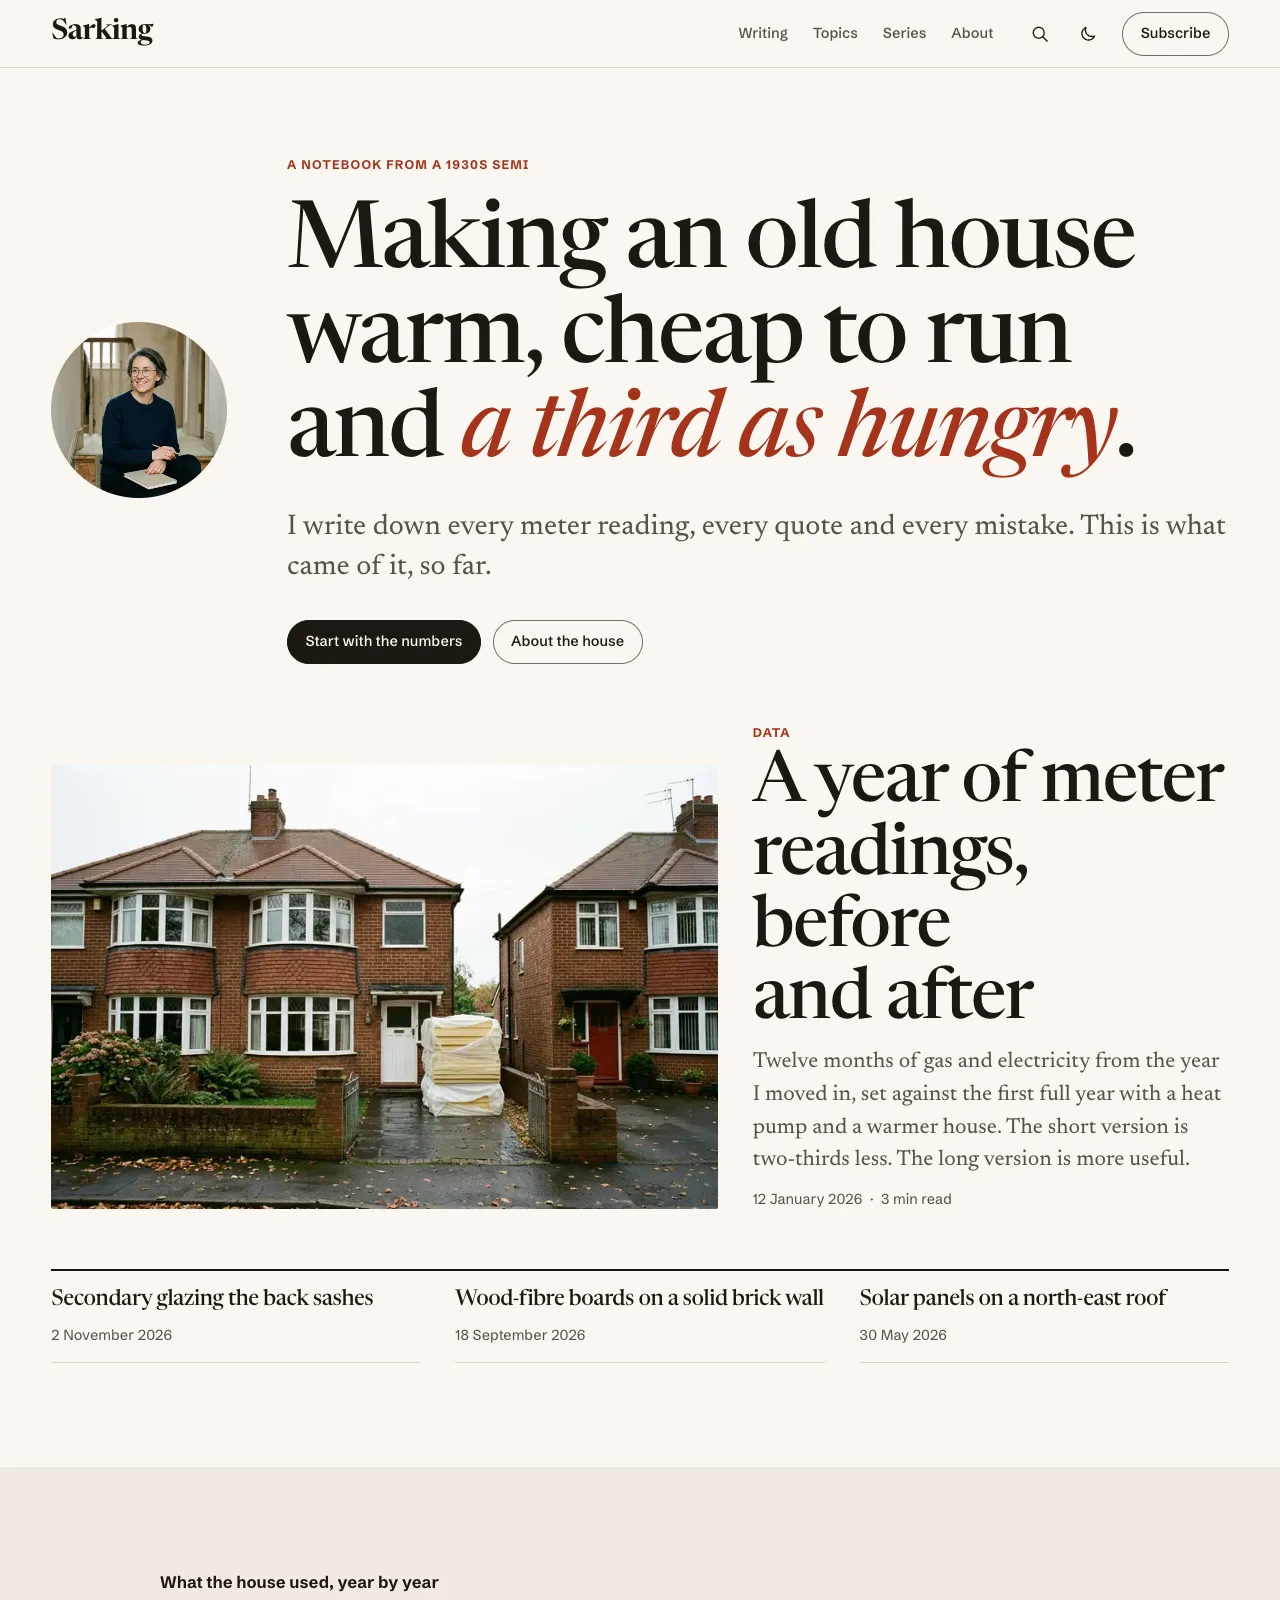 Sarking
Writing Topics Series About Subscribe
A NOTEBOOK FROM A 1930S SEMI
Making an old house
warm, cheap to run
and a third as hungry.
I write down every meter reading, every quote and every mistake. This is what
came of it, so far.
Start with the numbers About the house
DATA
A year of meter
readings,
before
and after
Twelve months of gas and electricity from the year
I moved in, set against the first full year with a heat
pump and a warmer house. The short version is
two-thirds less. The long version is more useful.
12 January 2026 · 3 min read
Secondary glazing the back sashes
2 November 2026
Wood-fibre boards on a solid brick wall
18 September 2026
Solar panels on a north-east roof
30 May 2026
What the house used, year by year